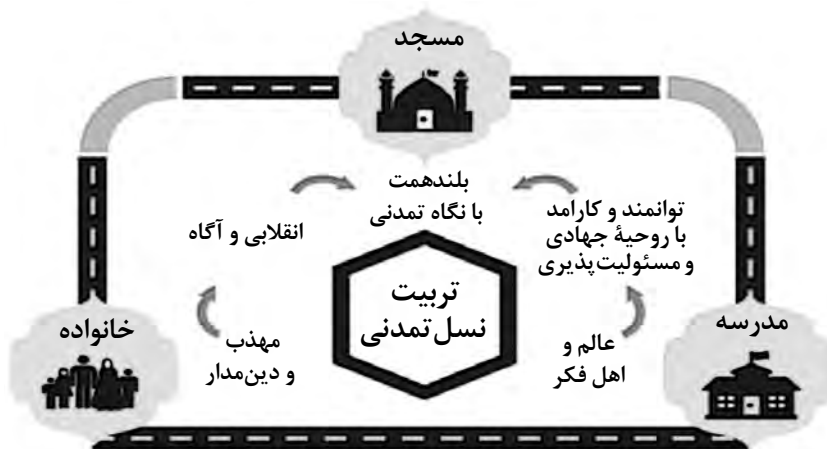 مسجد
بلندهمت
با نگاه تمدنی
توانمند و کارامد
با روحیهٔ جهادی
و مسئولیت‌پذیری
انقلابی و آگاه
تربیت
نسل تمدنی
مدرسه
خانواده
عالم و
اهل فکر
مهذب
و دین‌مدار